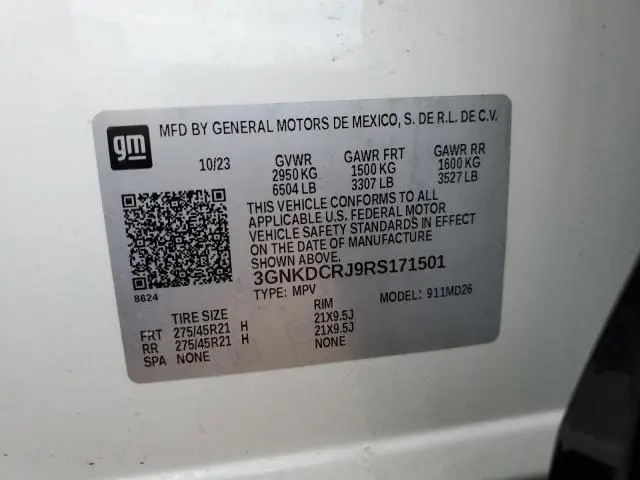 gm
MFD BY GENERAL MOTORS DE MEXICO, S. DE R.L. DE C.V.
10/23 GVWR GAWR FRT GAWR RR
2950 KG 1500 KG 1600 KG
6504 LB 3307 LB 3527 LB
THIS VEHICLE CONFORMS TO ALL
APPLICABLE U.S. FEDERAL MOTOR
VEHICLE SAFETY STANDARDS IN EFFECT
ON THE DATE OF MANUFACTURE
SHOWN ABOVE.
3GNKDCRJ9RS171501
8624
TYPE: MPV MODEL: 911MD26
TIRE SIZE RIM
FRT 275/45R21 H 21X9.5J
RR 275/45R21 H 21X9.5J
SPA NONE NONE